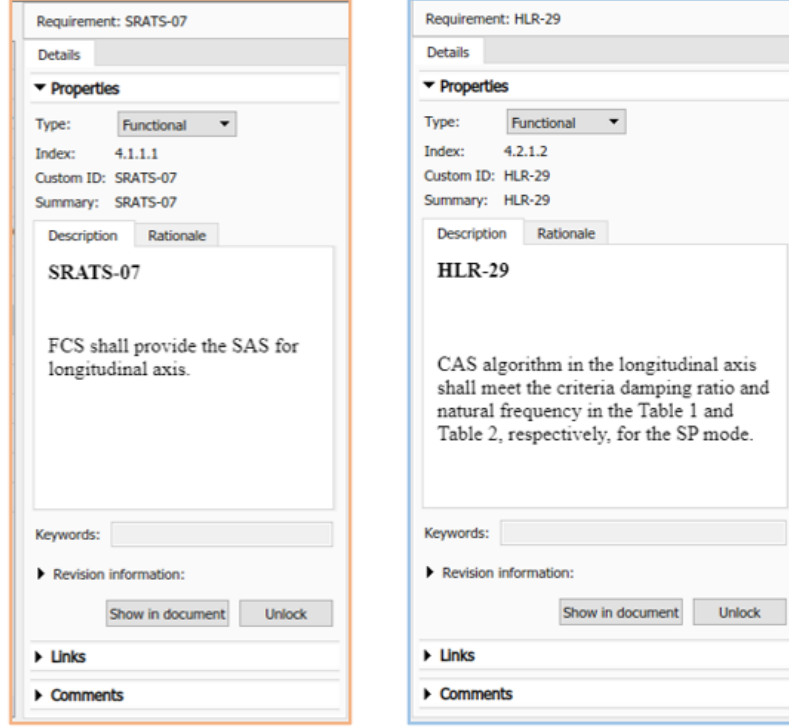 Requirement: SRATS-07
Details
Properties
Type: Functional
Index: 4.1.1.1
Custom ID: SRATS-07
Summary: SRATS-07
Description Rationale
SRATS-07
FCS shall provide the SAS for
longitudinal axis.
Keywords:
Revision information:
Show in document Unlock
Links
Comments
Requirement: HLR-29
Details
Properties
Type: Functional
Index: 4.2.1.2
Custom ID: HLR-29
Summary: HLR-29
Description Rationale
HLR-29
CAS algorithm in the longitudinal axis
shall meet the criteria damping ratio and
natural frequency in the Table 1 and
Table 2, respectively, for the SP mode.
Keywords:
Revision information:
Show in document Unlock
Links
Comments